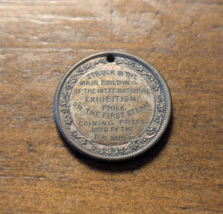 STRUCK IN THE
MAIN BUILDING
OF THE INTERNATIONAL
EXHIBITION,
PHILA
ON THE FIRST STEAM
COINING PRESS
USED BY THE
U.S. MINT